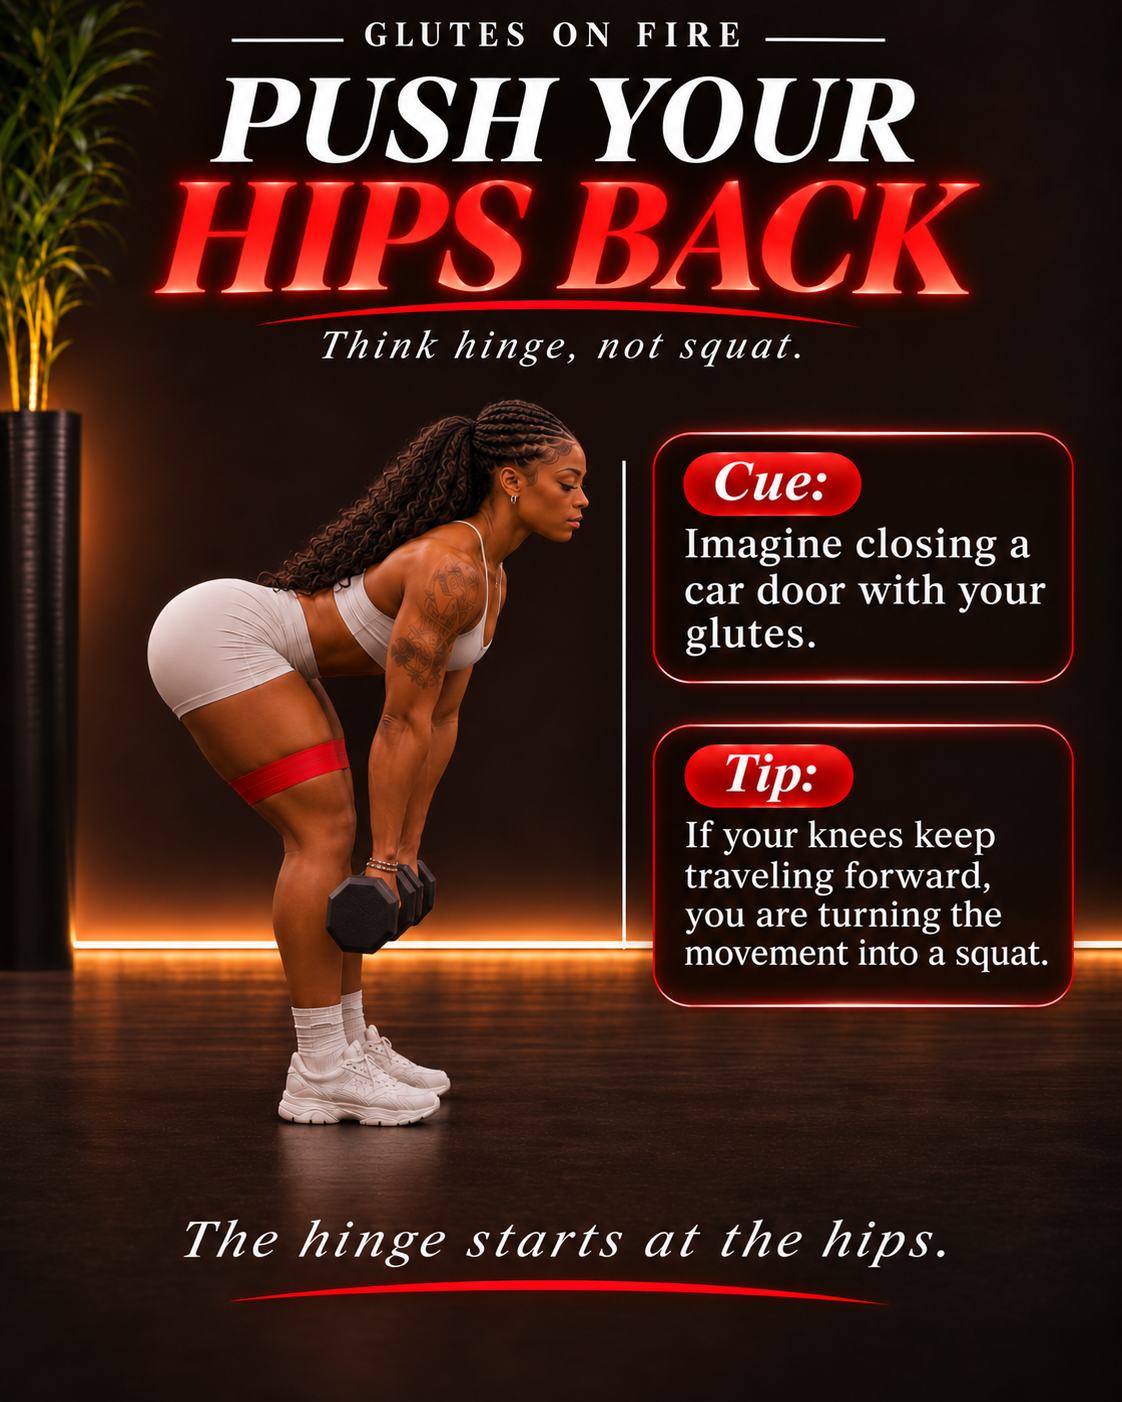 GLUTES ON FIRE
PUSH YOUR
HIPS BACK
Think hinge, not squat.
Cue:
Imagine closing a
car door with your
glutes.
Tip:
If your knees keep
traveling forward,
you are turning the
movement into a squat.
The hinge starts at the hips.